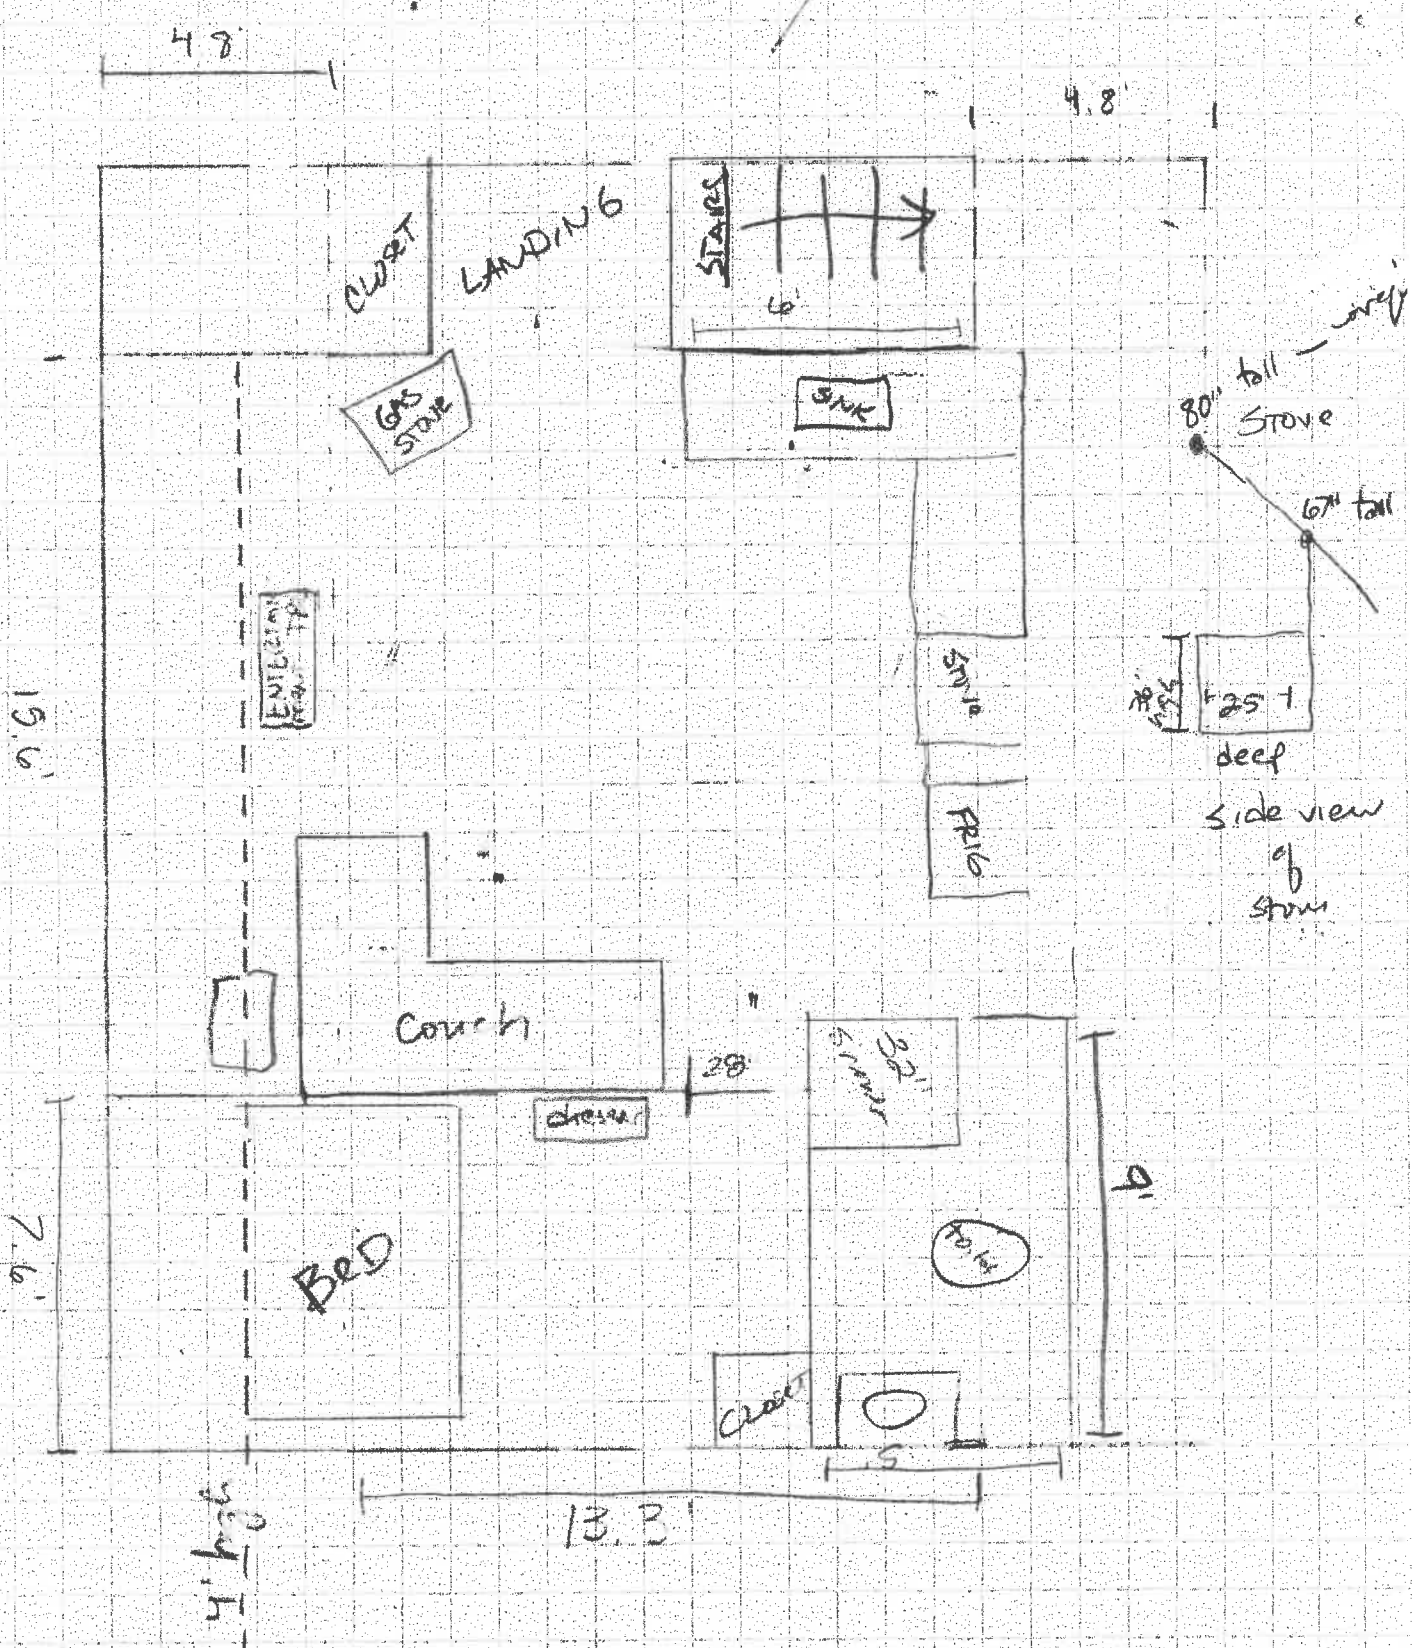 4 8'
4.8'
CLOSET
LANDING
STAIRS
6'
GAS
STOVE
SINK
80" tall
STOVE
67" tall
STOVE
25
deep
side view
of
FRIG
15.6'
Couch
28"
dresser
32"
shower
9'
BED
toilet
7.6'
Closet
5'
13.3'
4' high